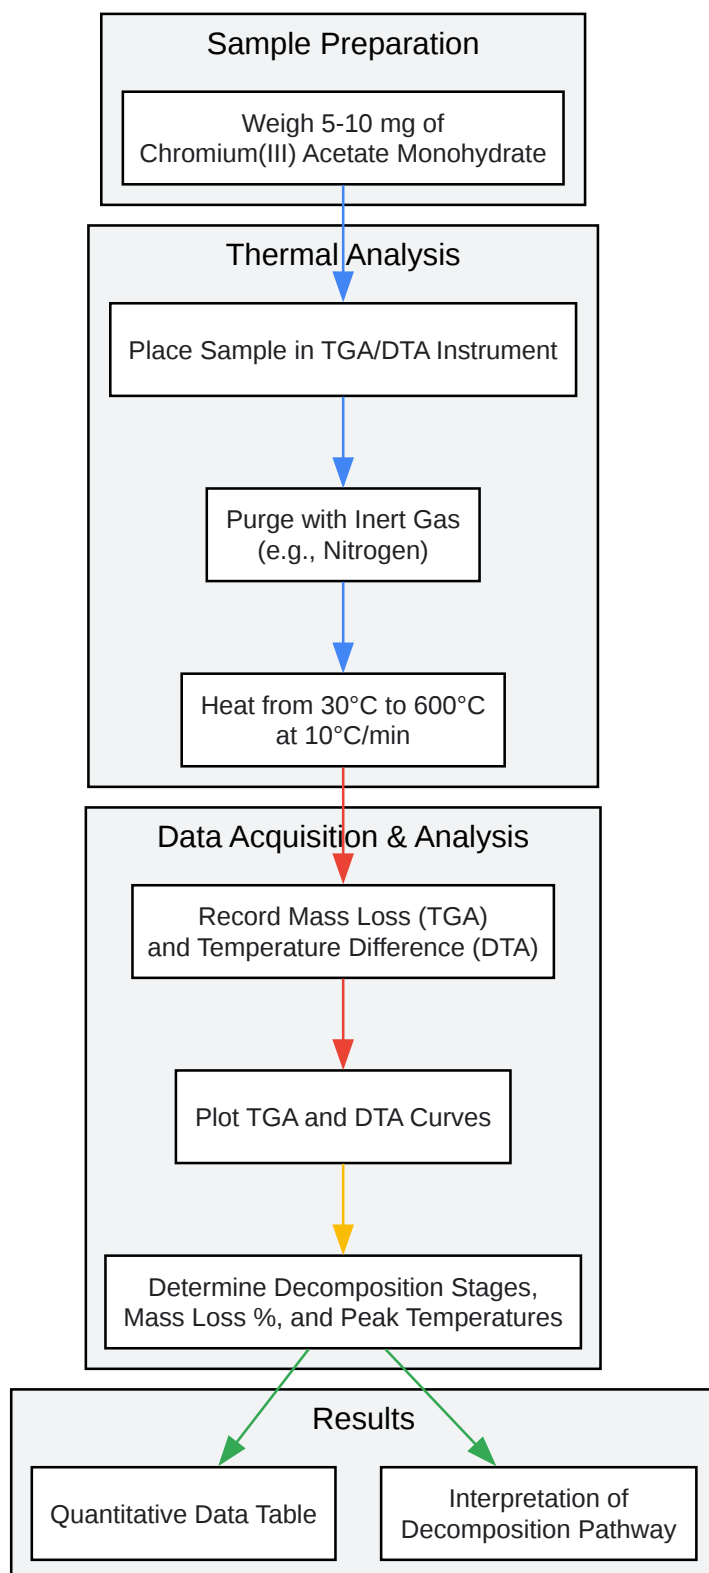 Sample Preparation
Weigh 5-10 mg of
Chromium(III) Acetate Monohydrate
Thermal Analysis
Place Sample in TGA/DTA Instrument
Purge with Inert Gas
(e.g., Nitrogen)
Heat from 30°C to 600°C
at 10°C/min
Data Acquisition & Analysis
Record Mass Loss (TGA)
and Temperature Difference (DTA)
Plot TGA and DTA Curves
Determine Decomposition Stages,
Mass Loss %, and Peak Temperatures
Results
Quantitative Data Table
Interpretation of
Decomposition Pathway